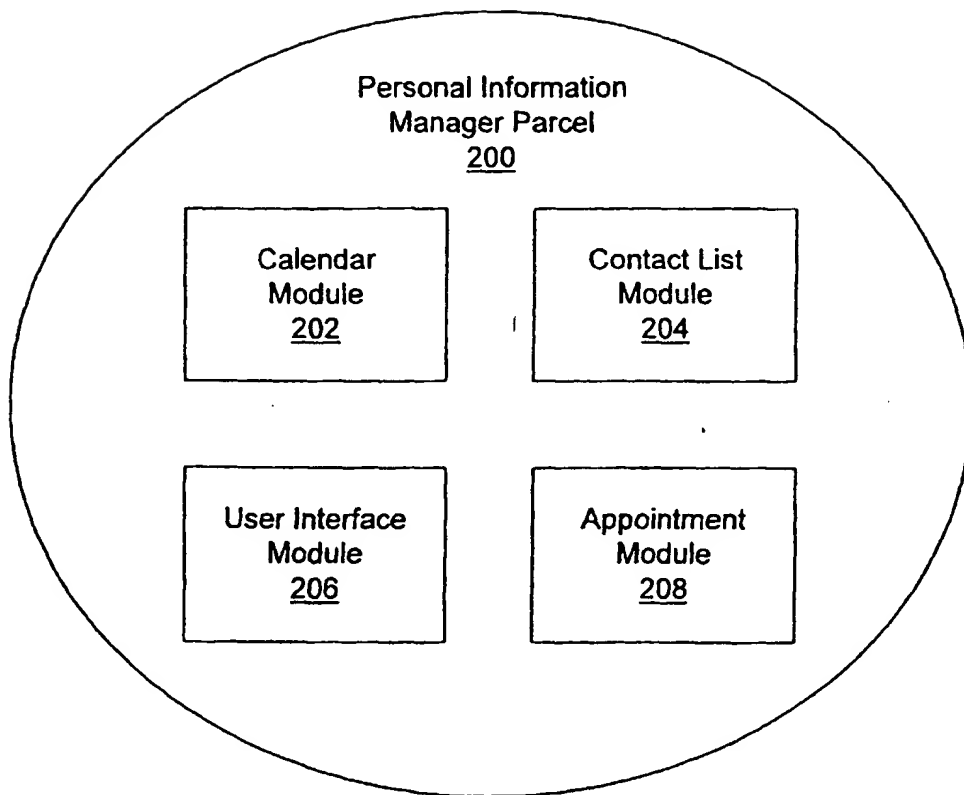 Personal Information
Manager Parcel
200
Calendar
Module
202
Contact List
Module
204
User Interface
Module
206
Appointment
Module
208